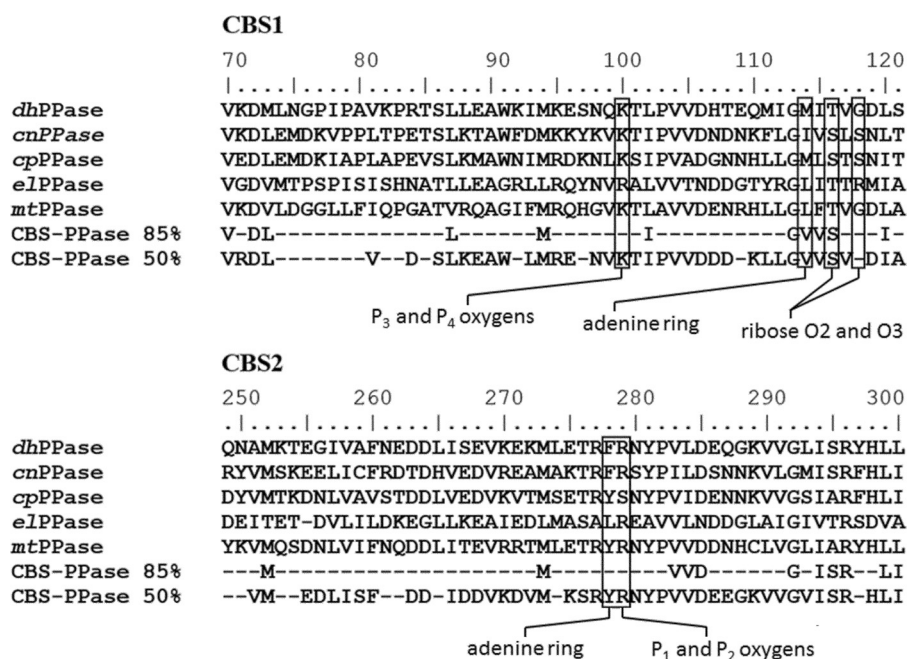 CBS1
70 80 90 100 110 120
dhPPase VKDMLNGPIPAVKPRTSLLEAWKIMKESNQKTLPVVDHTEQMIGMITVGDLS
cnPPase VKDLEMDKVPPLTPETSLKTAWFDMKKYKVKTIPVVDNDNKFLGIVSLSNLT
cpPPase VEDLEMDKIAPLAPEVSLKMAWNIMRDKNLKSIPVADGNNHLLGMLSTSNIT
elPPase VGDVMTPSPISISHNATLLEAGRLLRQYNVRALVVTNDDGTYRGLITTRMIA
mtPPase VKDVLDGGLLFIQPGATVRQAGIFMRQHGVKTLAVVDENRHLLGLFTVGDLA
CBS-PPase 85% V-DL-------------L------M-------I----------GVVS---I-
CBS-PPase 50% VRDL-------V--D-SLKEAW-LMRE-NVKTIPVVDDD-KLLGVVSV-DIA
P3 and P4 oxygens
adenine ring
ribose O2 and O3
CBS2
250 260 270 280 290 300
dhPPase QNAMKTEGIVAFNEDDLISEVKEKMLETRFRNYPVLDEQGKVVGLISRYHLL
cnPPase RYVMSKEELICFRDTDHVEDVREAMAKTRFRSYPILDSNNKVLGMISRFHLI
cpPPase DYVMTKDNLVAVSTDDLVEDVKVTMSETRYSNYPVIDENNKVVGSIARFHLI
elPPase DEITET-DVLILDKEGLLKEAIEDLMASALREAVVLNDDGLAIGIVTRSDVA
mtPPase YKVMQSDNLVIFNQDDLITEVRRTMLETRYRNYPVVDDNHCLVGLIARYHLL
CBS-PPase 85% ---M--------------------M---------VVD------G-ISR--LI
CBS-PPase 50% --VM--EDLISF--DD-IDDVKDVM-KSRYRNYPVVDEEGKVVGVISR-HLI
adenine ring
P1 and P2 oxygens